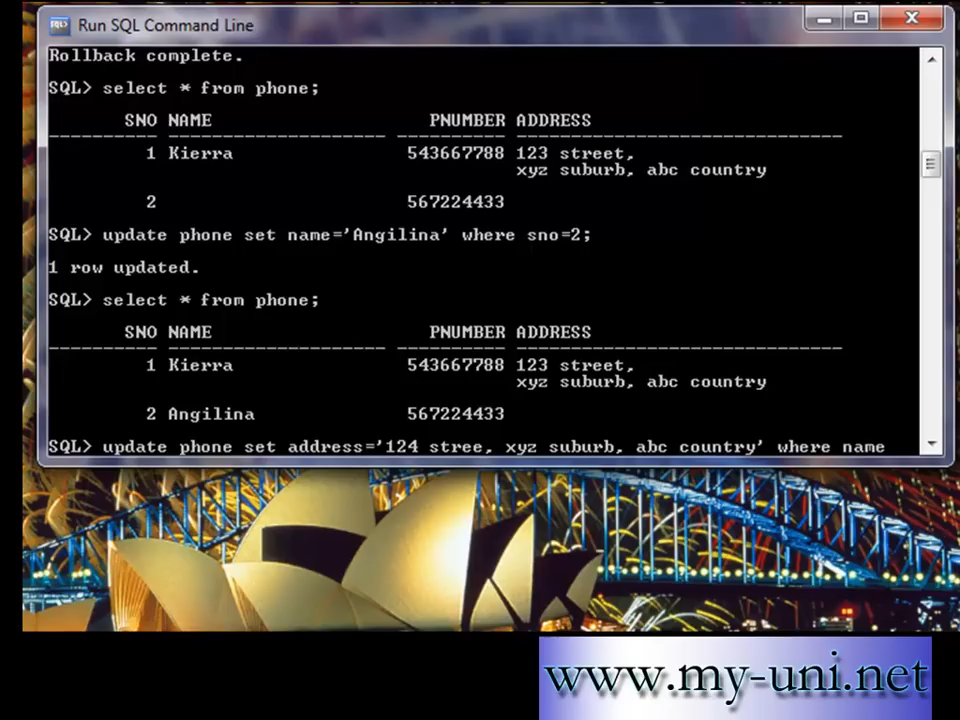 Run SQL Command Line
Rollback complete.
SQL> select * from phone;
SNO NAME PNUMBER ADDRESS
---------- -------------------- ---------- ------------------------------
1 Kierra 543667788 123 street,
xyz suburb, abc country
2 567224433
SQL> update phone set name='Angilina' where sno=2;
1 row updated.
SQL> select * from phone;
SNO NAME PNUMBER ADDRESS
---------- -------------------- ---------- ------------------------------
1 Kierra 543667788 123 street,
xyz suburb, abc country
2 Angilina 567224433
SQL> update phone set address='124 stree, xyz suburb, abc country' where name
www.my-uni.net